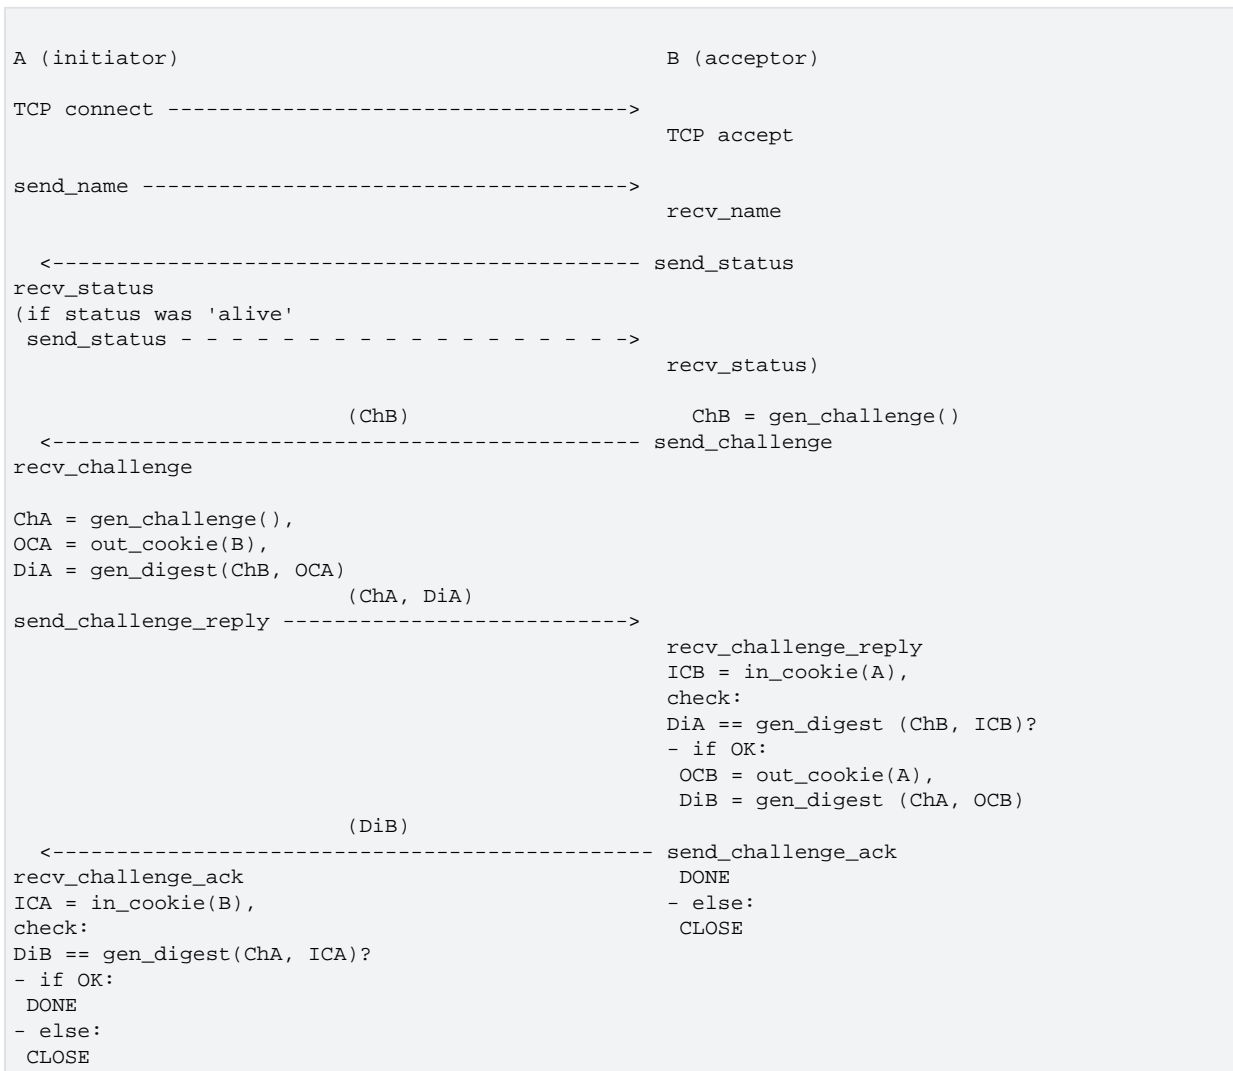 A (initiator)                                      B (acceptor)
TCP connect ------------------------------------>
                                                   TCP accept
send_name -------------------------------------->
                                                   recv_name
  <---------------------------------------------- send_status
recv_status
(if status was 'alive'
 send_status - - - - - - - - - - - - - - - - - ->
                                                   recv_status)
                          (ChB)                      ChB = gen_challenge()
  <---------------------------------------------- send_challenge
recv_challenge
ChA = gen_challenge(),
OCA = out_cookie(B),
DiA = gen_digest(ChB, OCA)
                          (ChA, DiA)
send_challenge_reply --------------------------->
                                                   recv_challenge_reply
                                                   ICB = in_cookie(A),
                                                   check:
                                                   DiA == gen_digest (ChB, ICB)?
                                                   - if OK:
                                                    OCB = out_cookie(A),
                                                    DiB = gen_digest (ChA, OCB)
                          (DiB)
  <----------------------------------------------- send_challenge_ack
recv_challenge_ack                                  DONE
ICA = in_cookie(B),                                - else:
check:                                              CLOSE
DiB == gen_digest(ChA, ICA)?
- if OK:
 DONE
- else:
 CLOSE